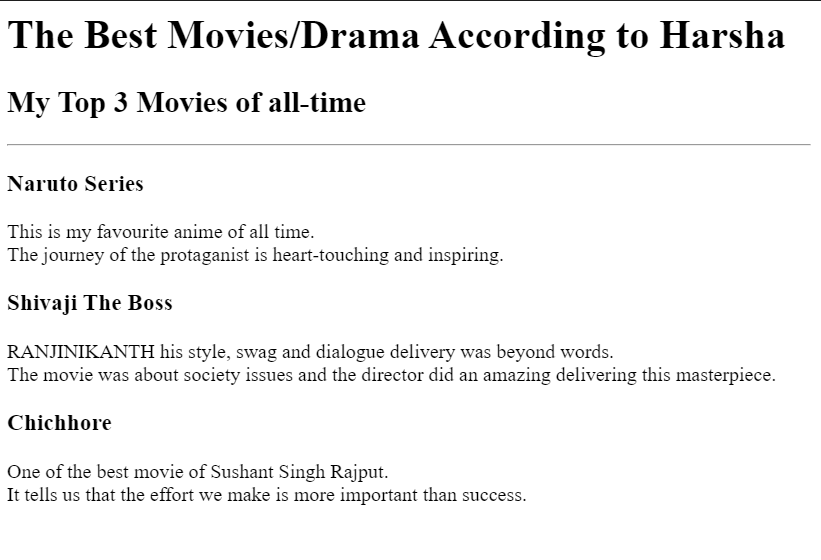 The Best Movies/Drama According to Harsha
My Top 3 Movies of all-time
Naruto Series
This is my favourite anime of all time.
The journey of the protaganist is heart-touching and inspiring.
Shivaji The Boss
RANJINIKANTH his style, swag and dialogue delivery was beyond words.
The movie was about society issues and the director did an amazing delivering this masterpiece.
Chichhore
One of the best movie of Sushant Singh Rajput.
It tells us that the effort we make is more important than success.